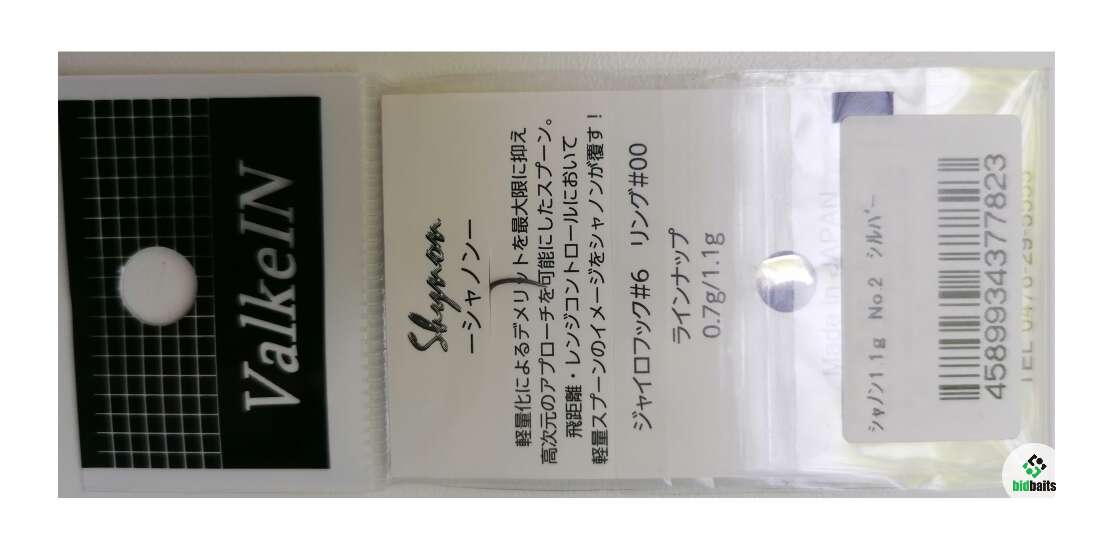 ValkeIN
Shynon
ーシャノンー
軽量化によるデメリットを最大限に抑え
高次元のアプローチを可能にしたスプーン。
飛距離・レンジコントロールにおいて
軽量スプーンのイメージをシャノンが覆す！
ジャイロフック#6 リング#00
ラインナップ
0.7g/1.1g
Made in JAPAN
ｼｬﾉﾝ1.1g No.2 ｼﾙﾊﾞｰ
4589934377823
TEL 0476-29-5555
bidbaits